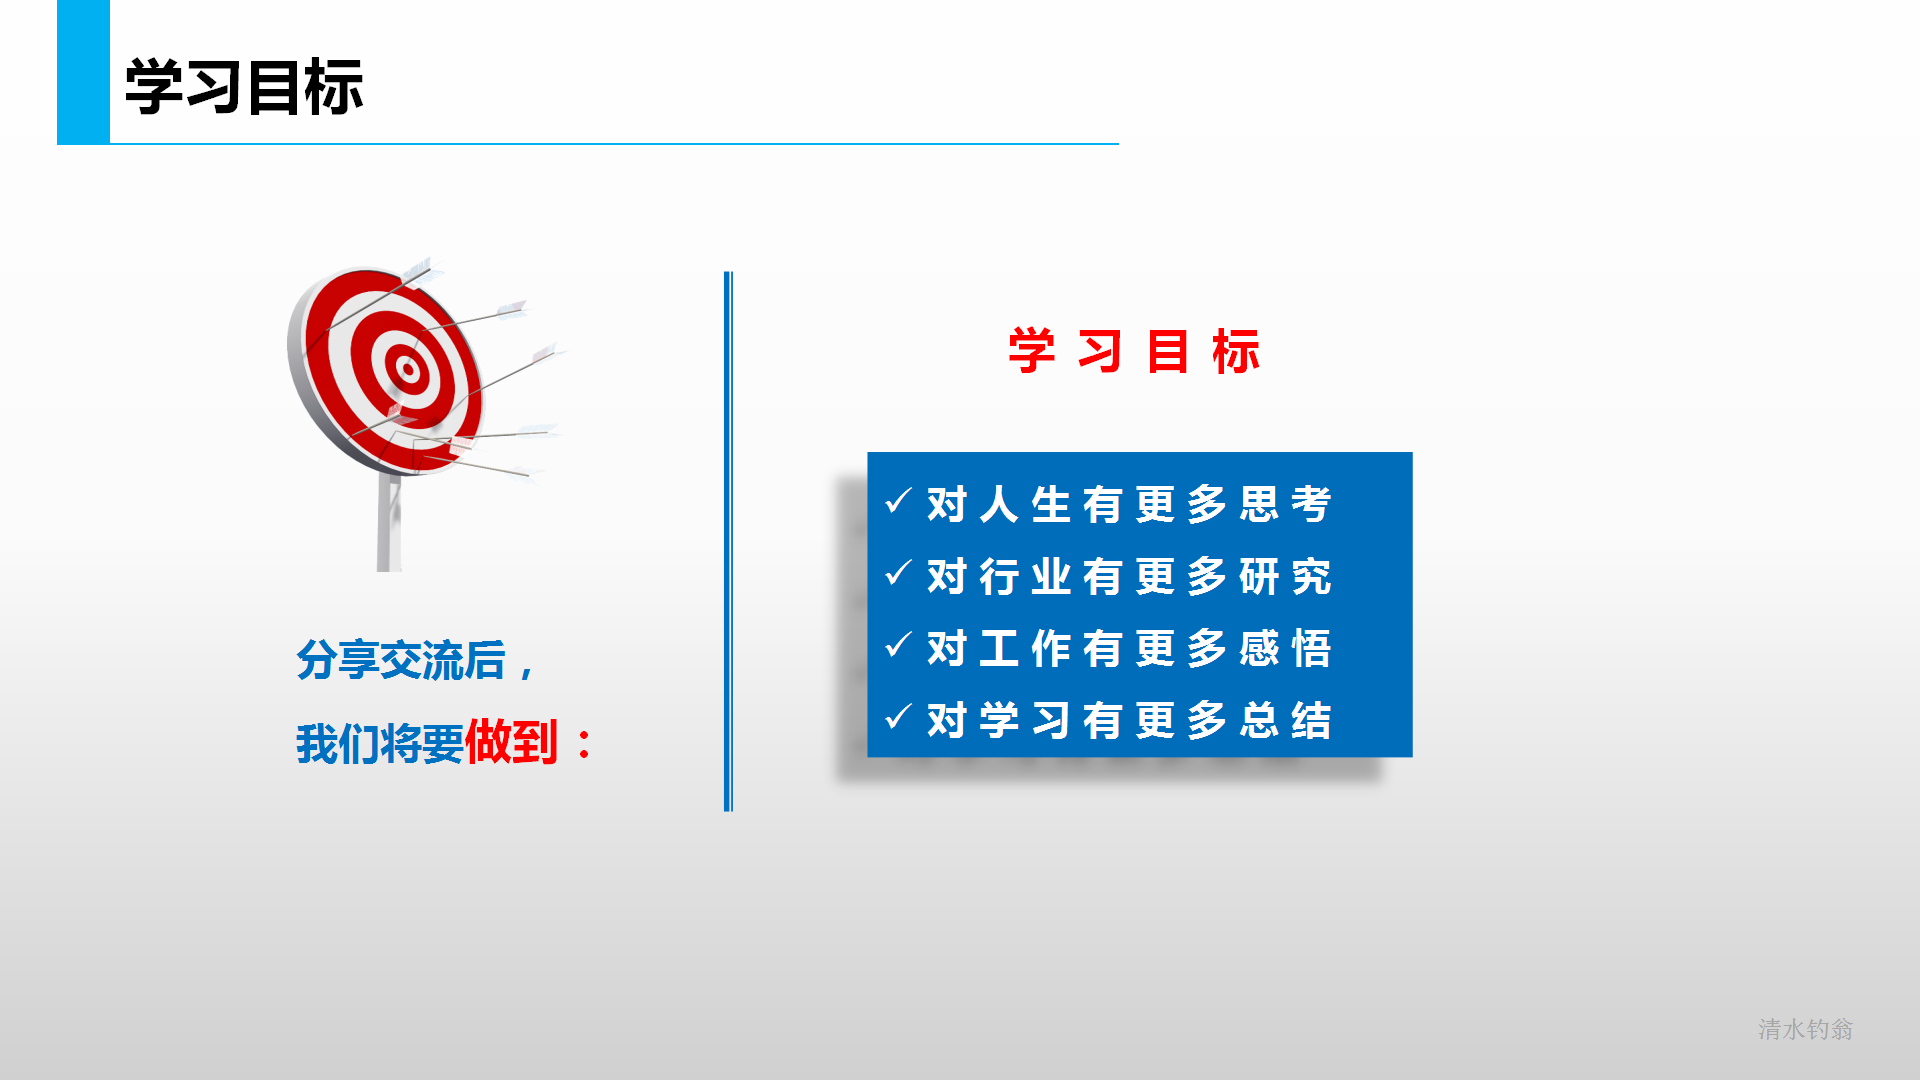 学习目标
分享交流后，
我们将要做到：
学习目标
✓ 对人生有更多思考
✓ 对行业有更多研究
✓ 对工作有更多感悟
✓ 对学习有更多总结
清水钓翁